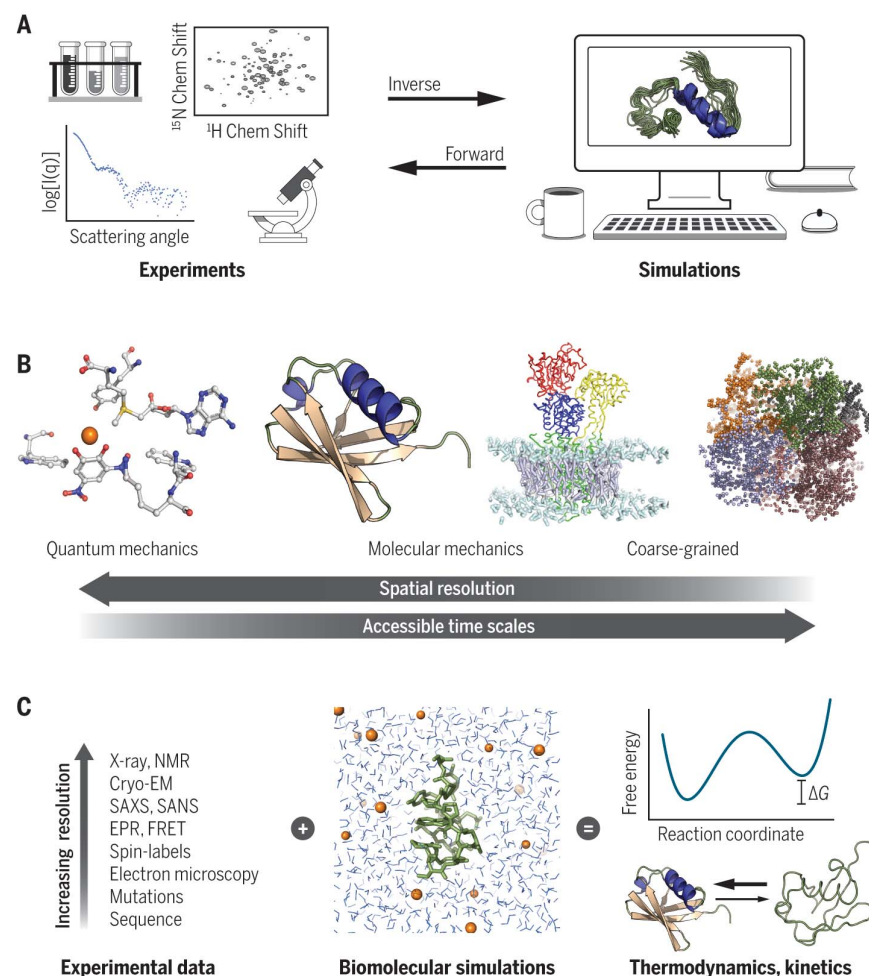 A
¹⁵N Chem Shift
¹H Chem Shift
log[I(q)]
Scattering angle
Experiments
Inverse
Forward
Simulations
B
Quantum mechanics
Molecular mechanics
Coarse-grained
Spatial resolution
Accessible time scales
C
Increasing resolution
X-ray, NMR
Cryo-EM
SAXS, SANS
EPR, FRET
Spin-labels
Electron microscopy
Mutations
Sequence
Experimental data
+
Biomolecular simulations
=
Free energy
ΔG
Reaction coordinate
Thermodynamics, kinetics